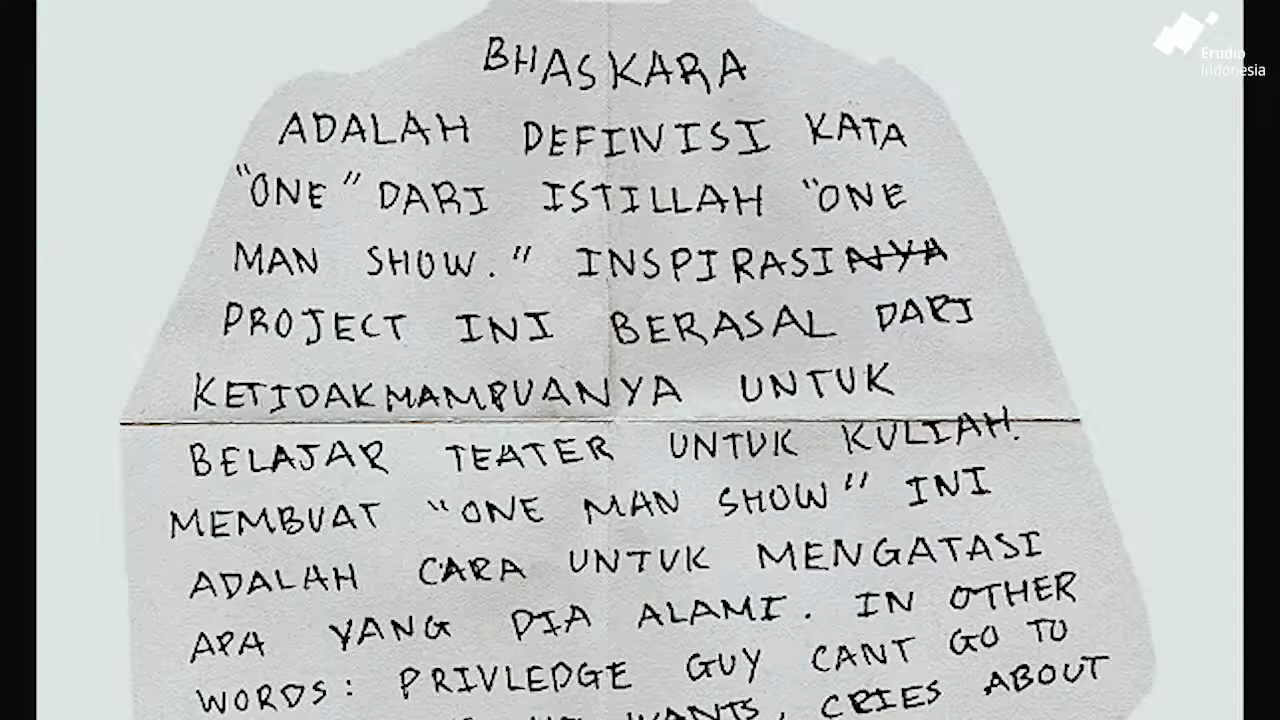 BHASKARA
ADALAH DEFINISI KATA
"ONE" DARI ISTILLAH "ONE
MAN SHOW." INSPIRASINYA
PROJECT INI BERASAL DARI
KETIDAKMAMPUANYA UNTUK
BELAJAR TEATER UNTUK KULIAH.
MEMBUAT "ONE MAN SHOW" INI
ADALAH CARA UNTUK MENGATASI
APA YANG DIA ALAMI. IN OTHER
WORDS: PRIVLEDGE GUY CANT GO TO
WANTS, CRIES ABOUT
Erudio
Indonesia